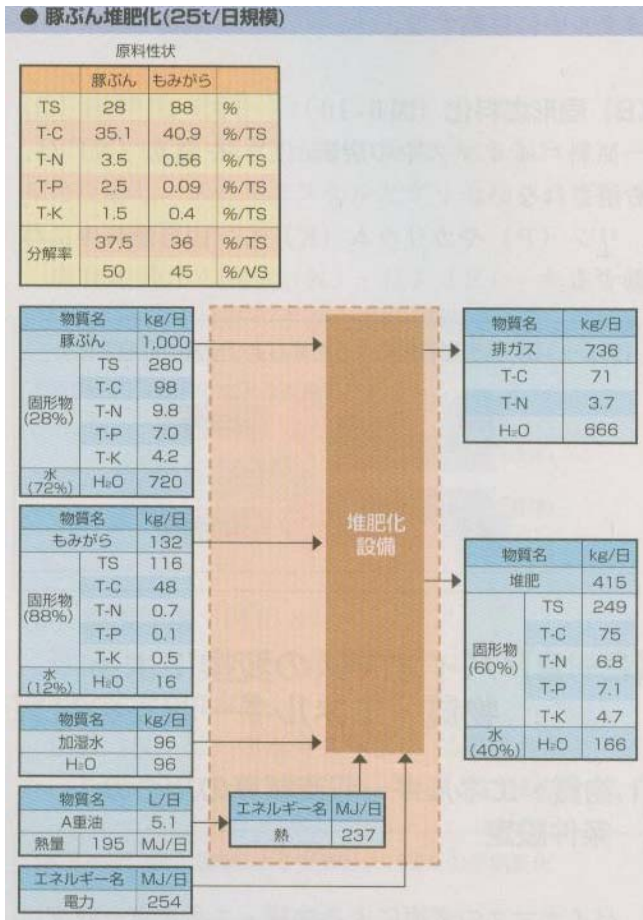 ● 豚ぷん堆肥化(25t/日規模)
原料性状
豚ぷん もみがら
TS 28 88 %
T-C 35.1 40.9 %/TS
T-N 3.5 0.56 %/TS
T-P 2.5 0.09 %/TS
T-K 1.5 0.4 %/TS
分解率 37.5 36 %/TS
50 45 %/VS
物質名 kg/日
豚ぷん 1,000
固形物(28%) TS 280
T-C 98
T-N 9.8
T-P 7.0
T-K 4.2
水(72%) H₂O 720
物質名 kg/日
もみがら 132
固形物(88%) TS 116
T-C 48
T-N 0.7
T-P 0.1
T-K 0.5
水(12%) H₂O 16
物質名 kg/日
加湿水 96
H₂O 96
物質名 L/日
A重油 5.1
熱量 195 MJ/日
エネルギー名 MJ/日
電力 254
エネルギー名 MJ/日
熱 237
堆肥化
設備
物質名 kg/日
排ガス 736
T-C 71
T-N 3.7
H₂O 666
物質名 kg/日
堆肥 415
固形物(60%) TS 249
T-C 75
T-N 6.8
T-P 7.1
T-K 4.7
水(40%) H₂O 166